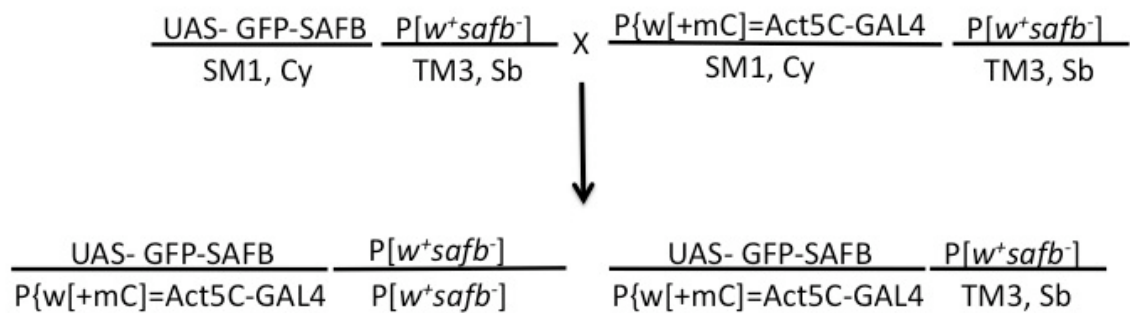 UAS- GFP-SAFB P[w⁺safb⁻] X P{w[+mC]=Act5C-GAL4 P[w⁺safb⁻]
SM1, Cy TM3, Sb SM1, Cy TM3, Sb
UAS- GFP-SAFB P[w⁺safb⁻] UAS- GFP-SAFB P[w⁺safb⁻]
P{w[+mC]=Act5C-GAL4 P[w⁺safb⁻] P{w[+mC]=Act5C-GAL4 TM3, Sb